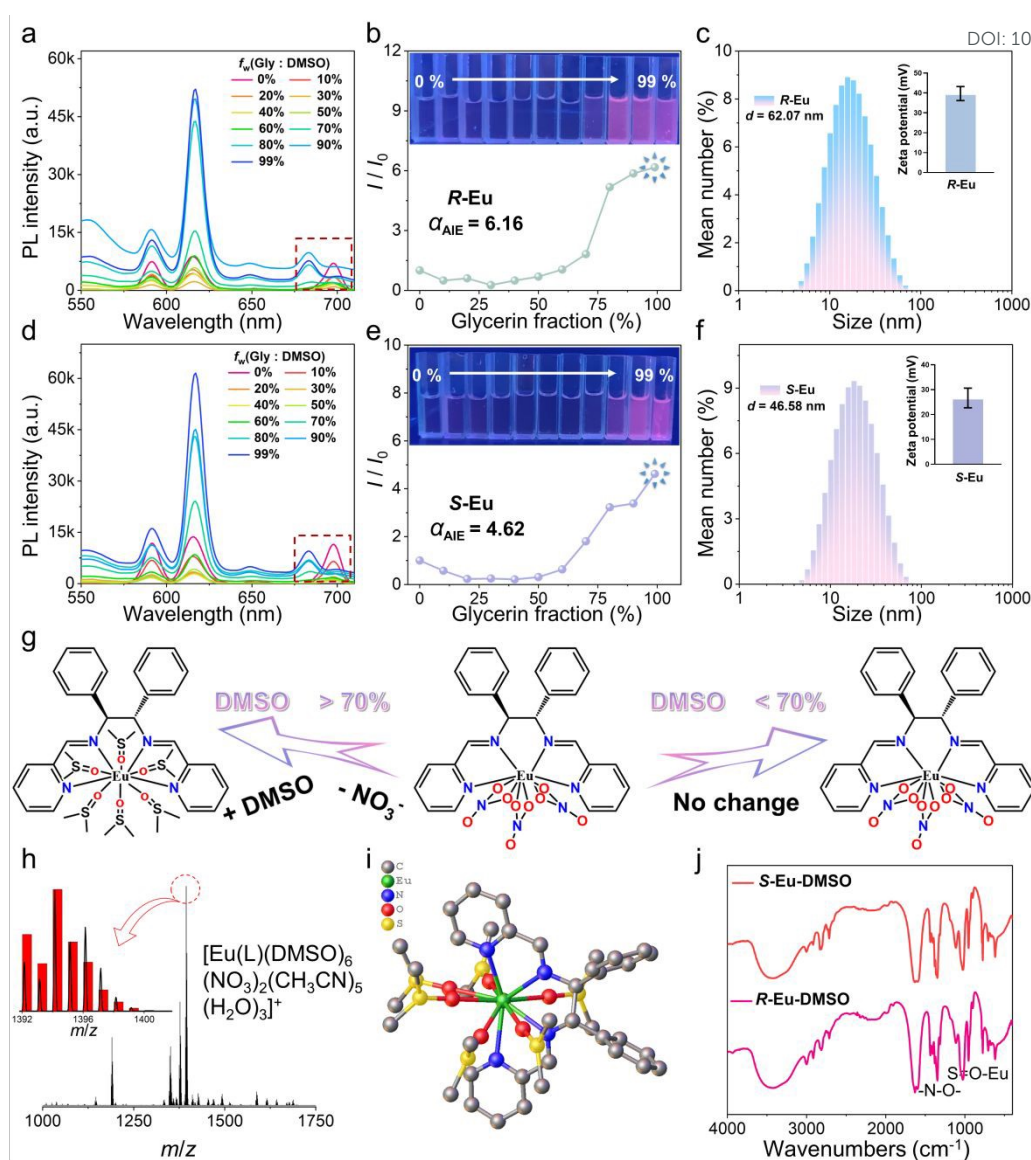 DOI: 10
a
PL intensity (a.u.)
60k
45k
30k
15k
0
550 600 650 700
Wavelength (nm)
fw(Gly : DMSO)
0% 10%
20% 30%
40% 50%
60% 70%
80% 90%
99%
b
I / I0
12
9
6
3
0
0 25 50 75 100
Glycerin fraction (%)
0 % 99 %
R-Eu
αAIE = 6.16
c
Mean number (%)
9
6
3
0
1 10 100 1000
Size (nm)
R-Eu
d = 62.07 nm
Zeta potential (mV)
50
40
30
20
10
0
R-Eu
d
PL intensity (a.u.)
60k
45k
30k
15k
0
550 600 650 700
Wavelength (nm)
fw(Gly : DMSO)
0% 10%
20% 30%
40% 50%
60% 70%
80% 90%
99%
e
I / I0
10
8
6
4
2
0
0 25 50 75 100
Glycerin fraction (%)
0 % 99 %
S-Eu
αAIE = 4.62
f
Mean number (%)
9
6
3
0
1 10 100 1000
Size (nm)
S-Eu
d = 46.58 nm
Zeta potential (mV)
40
30
20
10
0
S-Eu
g
DMSO > 70%
+ DMSO - NO3-
DMSO < 70%
No change
h
1392 1396 1400
m/z
[Eu(L)(DMSO)6
(NO3)2(CH3CN)5
(H2O)3]+
1000 1250 1500 1750
m/z
i
C
Eu
N
O
S
j
S-Eu-DMSO
R-Eu-DMSO
S=O-Eu
-N-O-
4000 3000 2000 1000
Wavenumbers (cm-1)